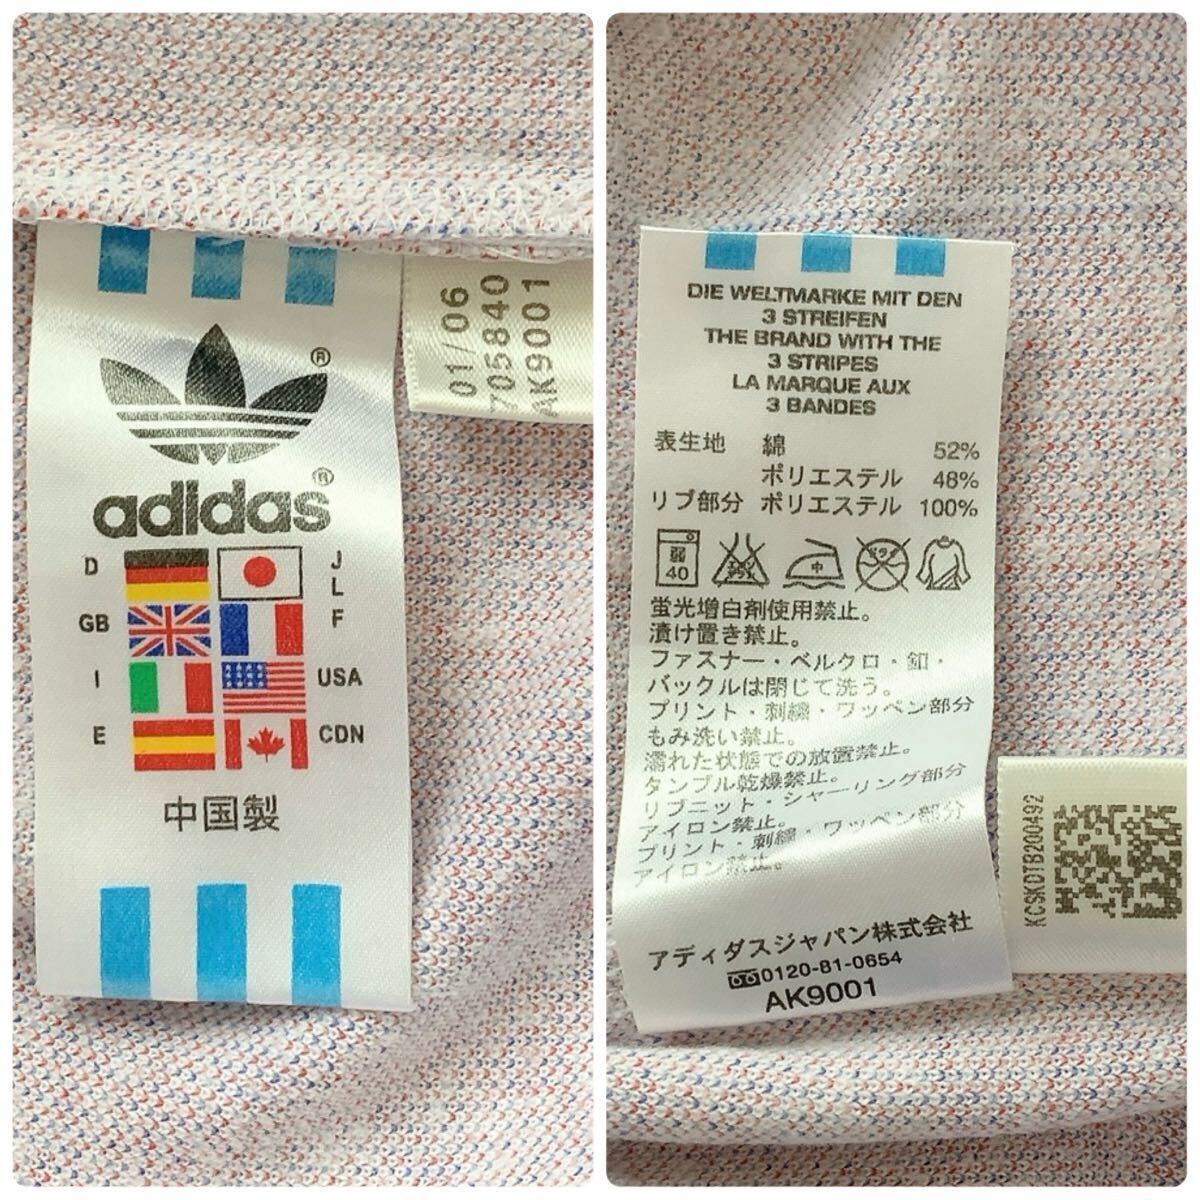 01/06
705840
AK9001
®
adidas®
D
J
L
GB
F
I
USA
E
CDN
中国製
DIE WELTMARKE MIT DEN
3 STREIFEN
THE BRAND WITH THE
3 STRIPES
LA MARQUE AUX
3 BANDES
表生地 綿 52%
ポリエステル 48%
リブ部分 ポリエステル 100%
弱
40
中
蛍光増白剤使用禁止。
漬け置き禁止。
ファスナー・ベルクロ・釦・
バックルは閉じて洗う。
プリント・刺繍・ワッペン部分
もみ洗い禁止。
濡れた状態での放置禁止。
タンブル乾燥禁止。
リブニット・シャーリング部分
アイロン禁止。
プリント・刺繍・ワッペン部分
アイロン禁止。
アディダスジャパン株式会社
0120-81-0654
AK9001
KCSKOTB200492